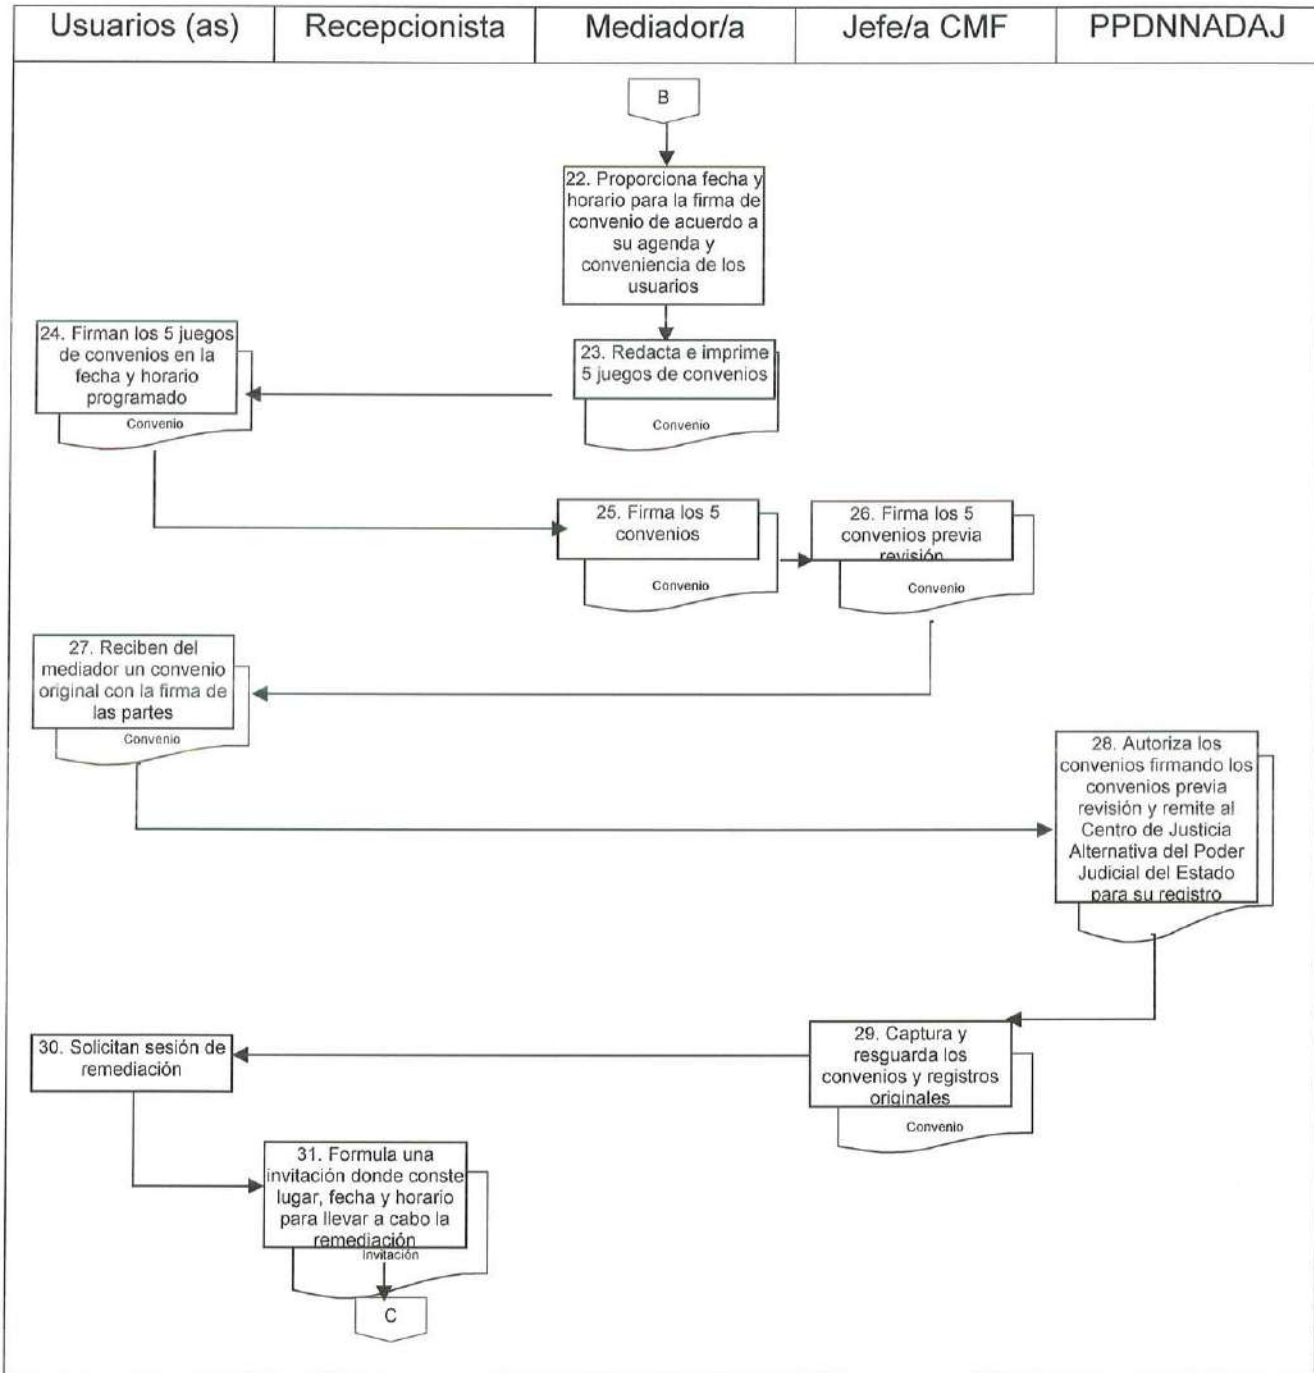 Usuarios (as)
Recepcionista
Mediador/a
Jefe/a CMF
PPDNNADAJ
B
22. Proporciona fecha y
horario para la firma de
convenio de acuerdo a
su agenda y
conveniencia de los
usuarios
23. Redacta e imprime
5 juegos de convenios
Convenio
24. Firman los 5 juegos
de convenios en la
fecha y horario
programado
Convenio
25. Firma los 5
convenios
Convenio
26. Firma los 5
convenios previa
revisión
Convenio
27. Reciben del
mediador un convenio
original con la firma de
las partes
Convenio
28. Autoriza los
convenios firmando los
convenios previa
revisión y remite al
Centro de Justicia
Alternativa del Poder
Judicial del Estado
para su registro
29. Captura y
resguarda los
convenios y registros
originales
Convenio
30. Solicitan sesión de
remediación
31. Formula una
invitación donde conste
lugar, fecha y horario
para llevar a cabo la
remediación
Invitación
C